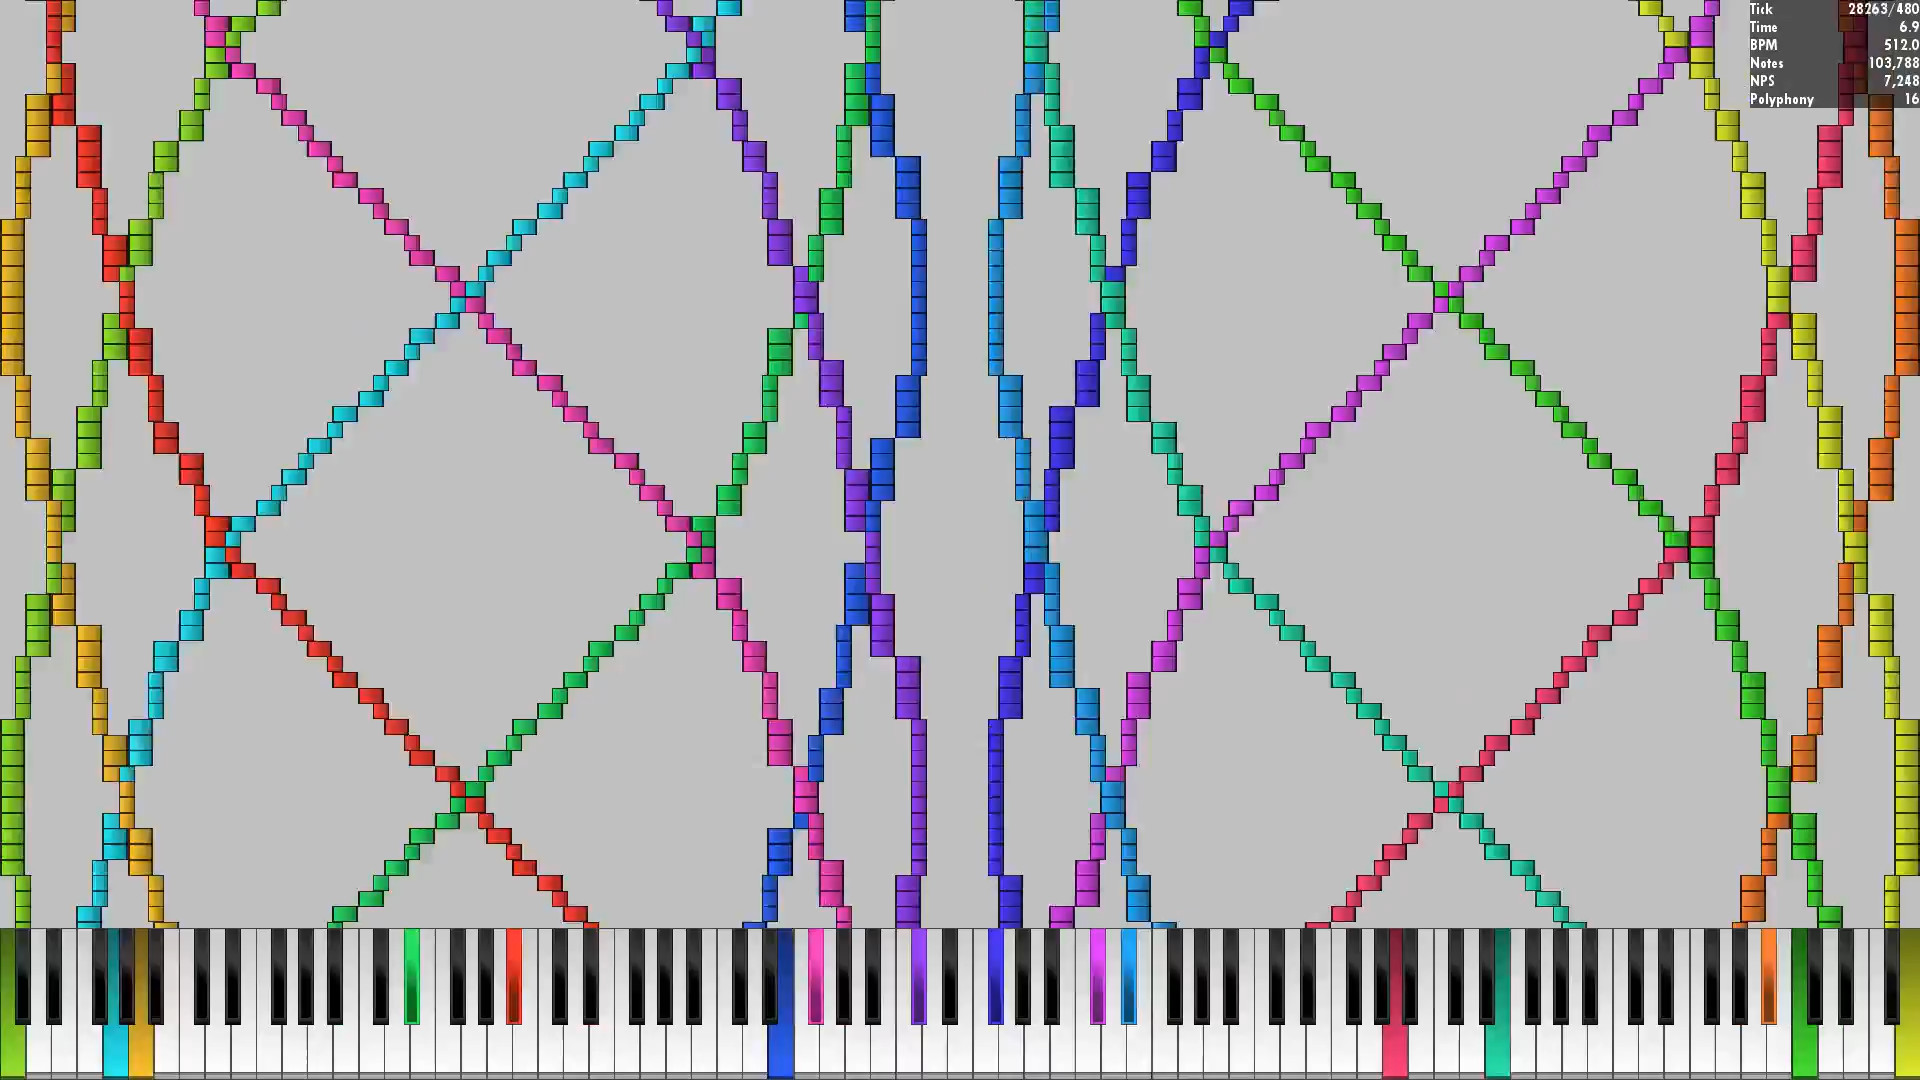 Tick 28263/480
Time 6.9
BPM 512.0
Notes 103,788
NPS 7,248
Polyphony 16